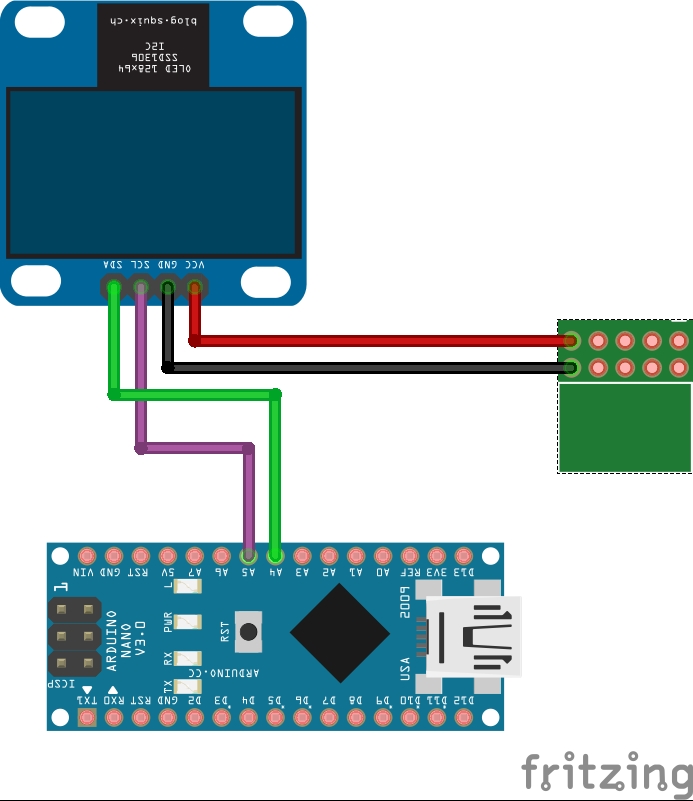 blog.squix.ch
I2C
SSD1306
OLED 128x64
SDA SCL GND VCC
VIN GND RST 5V A7 A6 A5 A4 A3 A2 A1 A0 REF 3V3 D13
L
1
PWR
RST
RX
TX
ARDUINO
NANO
V3.0
ARDUINO.CC
2009
USA
ICSP
TX1 RX0 RST GND D2 D3 D4 D5 D6 D7 D8 D9 D10 D11 D12
fritzing